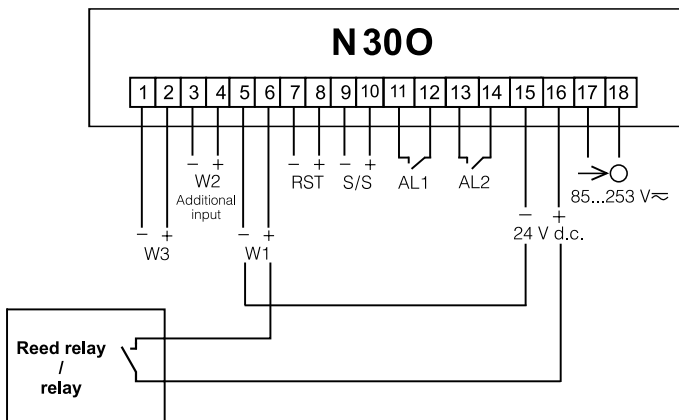 N30O
1 2 3 4 5 6 7 8 9 10 11 12 13 14 15 16 17 18
− + − + − +
W2 RST S/S AL1 AL2
Additional
input
85...253 V≂
− + − + − +
W3 W1 24 V d.c.
Reed relay
/
relay